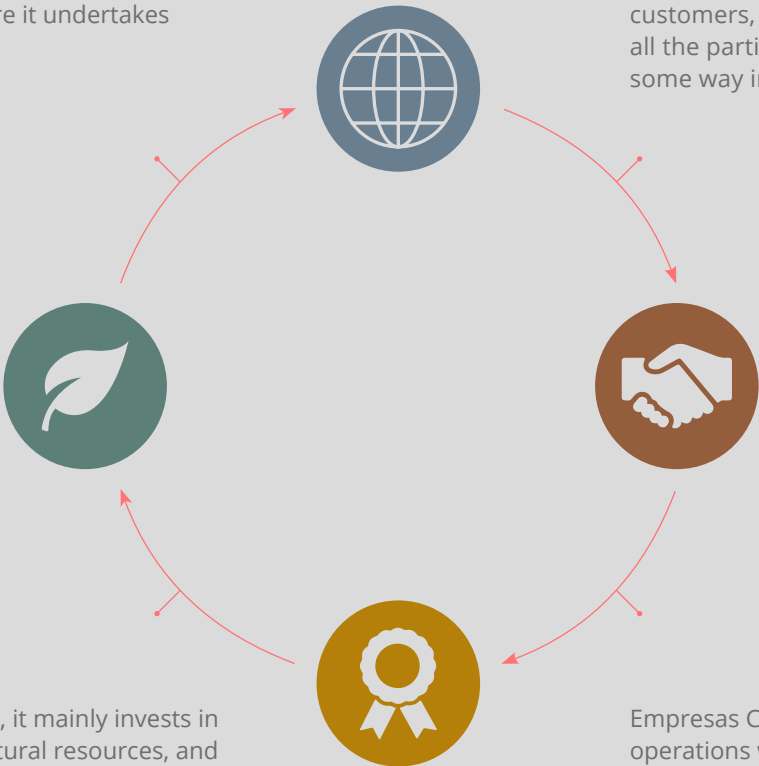 re it undertakes
customers,
all the parti
some way i
, it mainly invests in
tural resources, and
Empresas C
operations